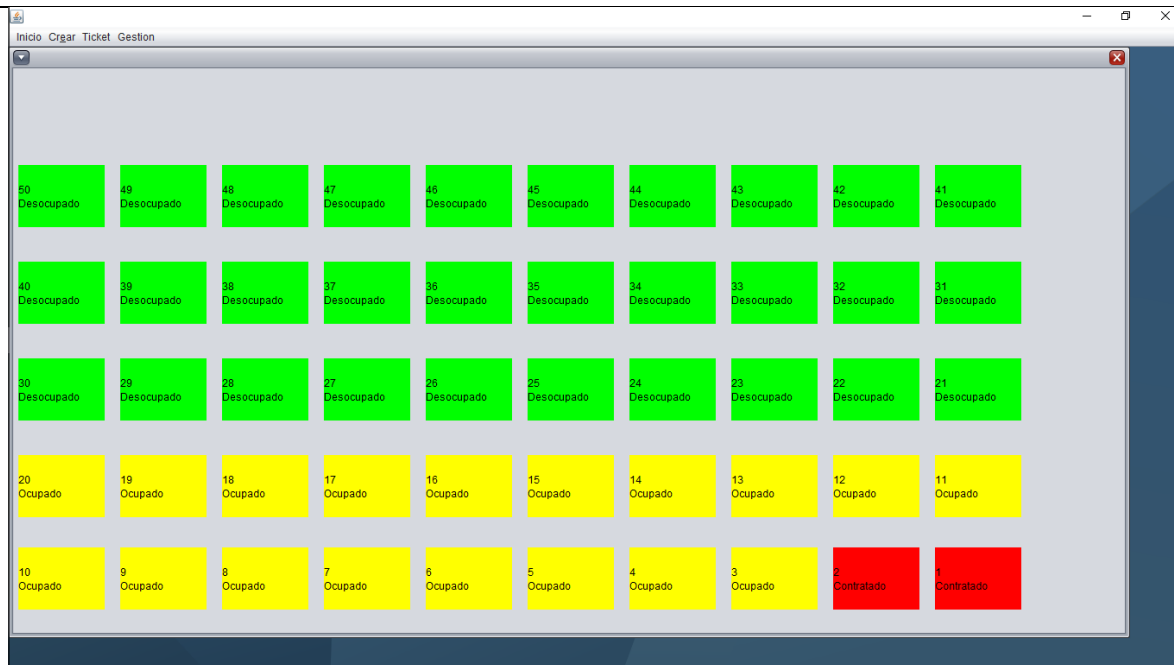 Inicio Crear Ticket Gestion
50 49 48 47 46 45 44 43 42 41
Desocupado Desocupado Desocupado Desocupado Desocupado Desocupado Desocupado Desocupado Desocupado Desocupado
40 39 38 37 36 35 34 33 32 31
Desocupado Desocupado Desocupado Desocupado Desocupado Desocupado Desocupado Desocupado Desocupado Desocupado
30 29 28 27 26 25 24 23 22 21
Desocupado Desocupado Desocupado Desocupado Desocupado Desocupado Desocupado Desocupado Desocupado Desocupado
20 19 18 17 16 15 14 13 12 11
Ocupado Ocupado Ocupado Ocupado Ocupado Ocupado Ocupado Ocupado Ocupado Ocupado
10 9 8 7 6 5 4 3 2 1
Ocupado Ocupado Ocupado Ocupado Ocupado Ocupado Ocupado Ocupado Contratado Contratado